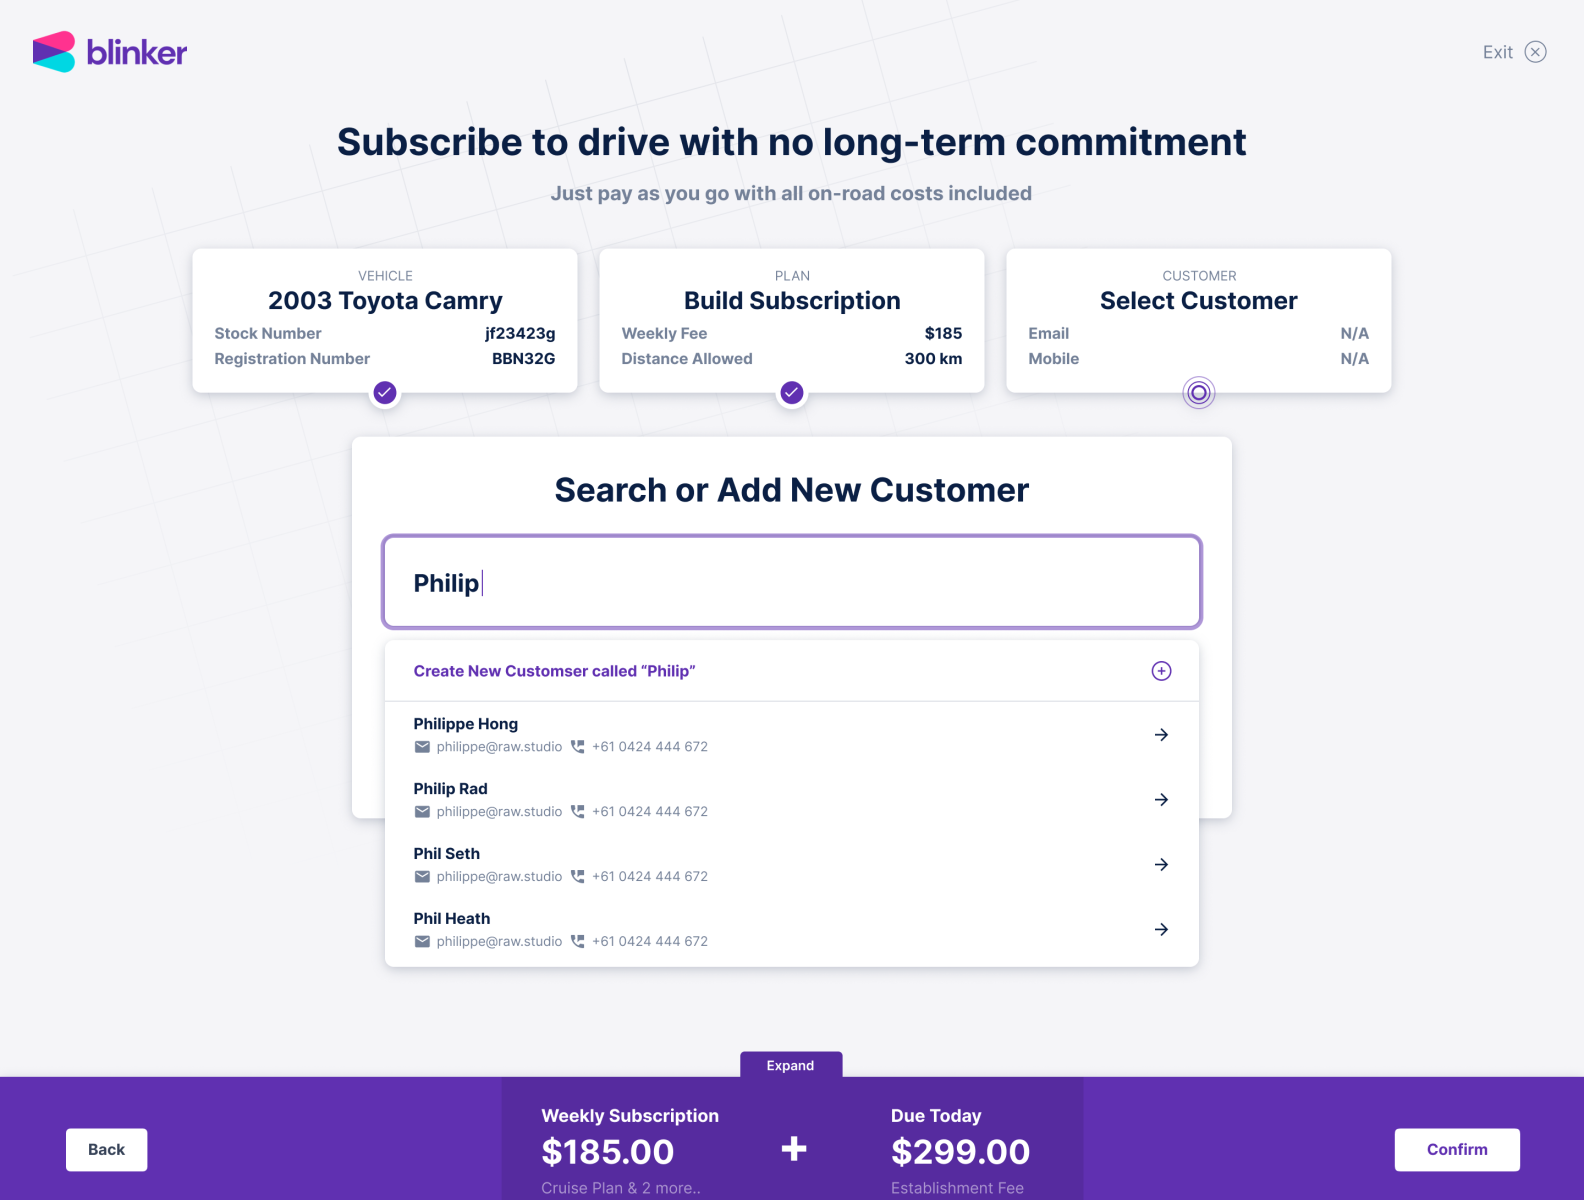 blinker
Exit
Subscribe to drive with no long-term commitment
Just pay as you go with all on-road costs included
VEHICLE
2003 Toyota Camry
Stock Number jf23423g
Registration Number BBN32G
PLAN
Build Subscription
Weekly Fee $185
Distance Allowed 300 km
CUSTOMER
Select Customer
Email N/A
Mobile N/A
Search or Add New Customer
Philip
Create New Customser called “Philip”
Philippe Hong
philippe@raw.studio +61 0424 444 672
Philip Rad
philippe@raw.studio +61 0424 444 672
Phil Seth
philippe@raw.studio +61 0424 444 672
Phil Heath
philippe@raw.studio +61 0424 444 672
Expand
Back
Weekly Subscription
$185.00
Cruise Plan & 2 more..
+
Due Today
$299.00
Establishment Fee
Confirm